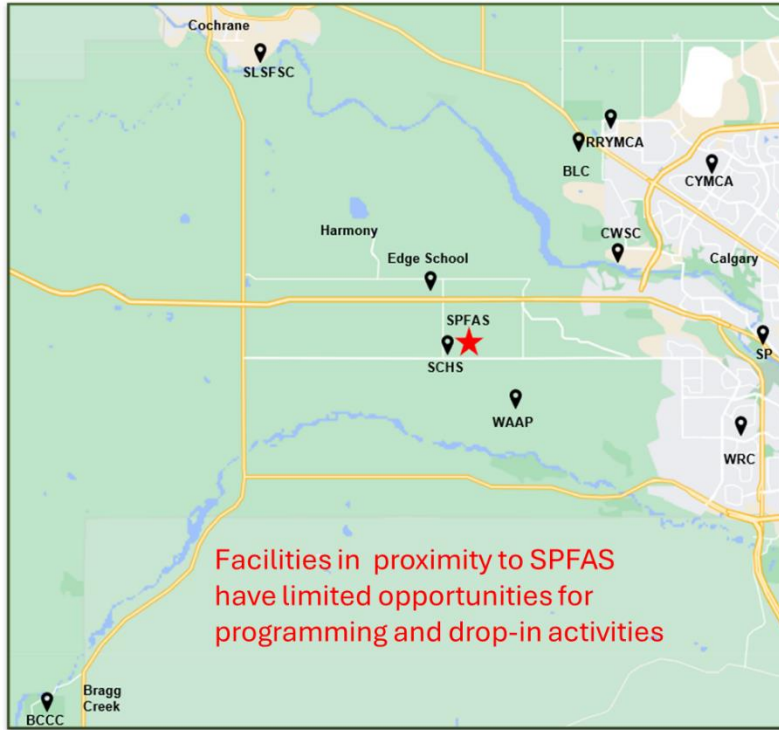 Cochrane
SLSFSC
RRYMCA
BLC
CYMCA
CWSC
Harmony
Calgary
Edge School
SPFAS
SP
SCHS
WAAP
WRC
Facilities in proximity to SPFAS
have limited opportunities for
programming and drop-in activities
Bragg
Creek
BCCC